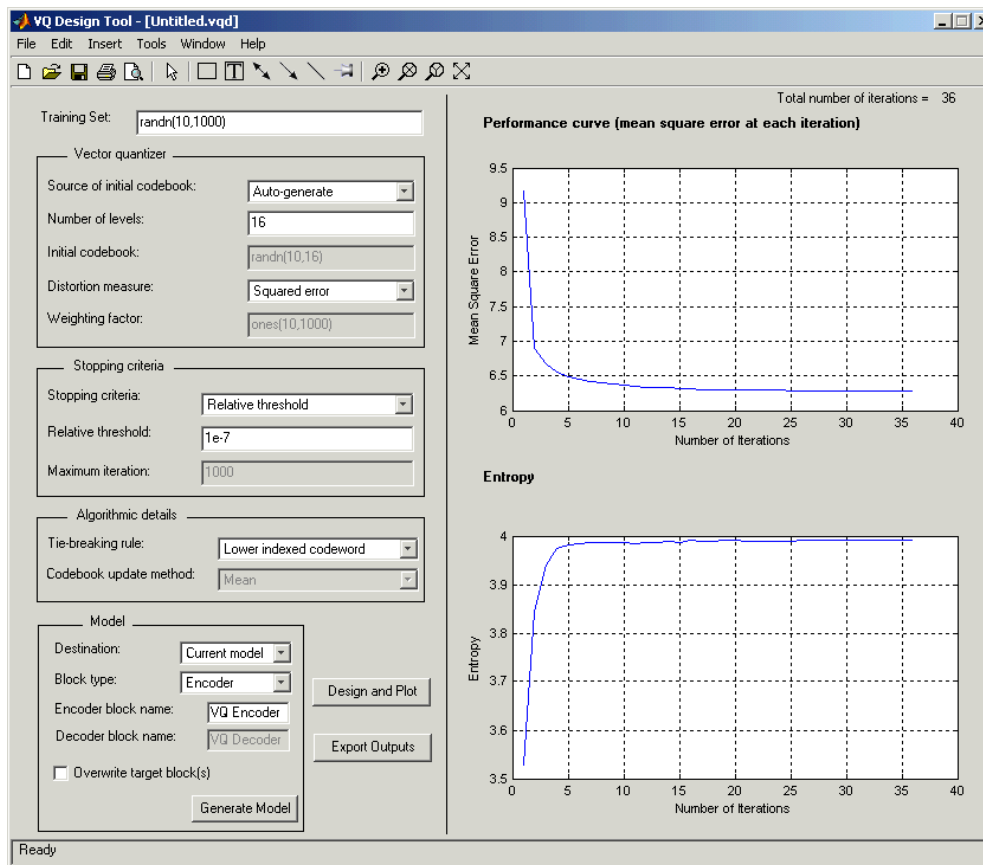 VQ Design Tool - [Untitled.vqd]
File Edit Insert Tools Window Help
T
Training Set: randn(10,1000)
Vector quantizer
Source of initial codebook: Auto-generate
Number of levels: 16
Initial codebook: randn(10,16)
Distortion measure: Squared error
Weighting factor: ones(10,1000)
Stopping criteria
Stopping criteria: Relative threshold
Relative threshold: 1e-7
Maximum iteration: 1000
Algorithmic details
Tie-breaking rule: Lower indexed codeword
Codebook update method: Mean
Model
Destination: Current model
Block type: Encoder
Encoder block name: VQ Encoder
Decoder block name: VQ Decoder
Overwrite target block(s)
Generate Model
Design and Plot
Export Outputs
Total number of iterations = 36
Performance curve (mean square error at each iteration)
Mean Square Error
9.5
9
8.5
8
7.5
7
6.5
6
0 5 10 15 20 25 30 35 40
Number of Iterations
Entropy
Entropy
4
3.9
3.8
3.7
3.6
3.5
0 5 10 15 20 25 30 35 40
Number of Iterations
Ready